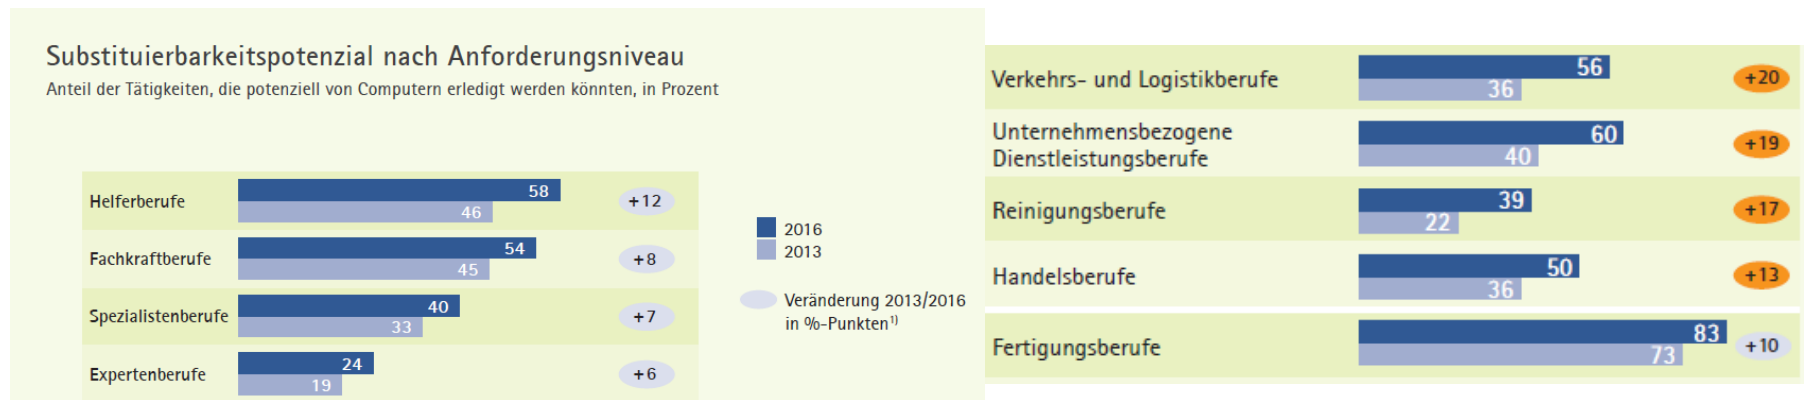 Substituierbarkeitspotenzial nach Anforderungsniveau
Anteil der Tätigkeiten, die potenziell von Computern erledigt werden könnten, in Prozent
Helferberufe 58 46 +12
Fachkraftberufe 54 45 +8
Spezialistenberufe 40 33 +7
Expertenberufe 24 19 +6
2016
2013
Veränderung 2013/2016
in %-Punkten¹⁾
Verkehrs- und Logistikberufe 56 36 +20
Unternehmensbezogene
Dienstleistungsberufe 60 40 +19
Reinigungsberufe 39 22 +17
Handelsberufe 50 36 +13
Fertigungsberufe 83 73 +10